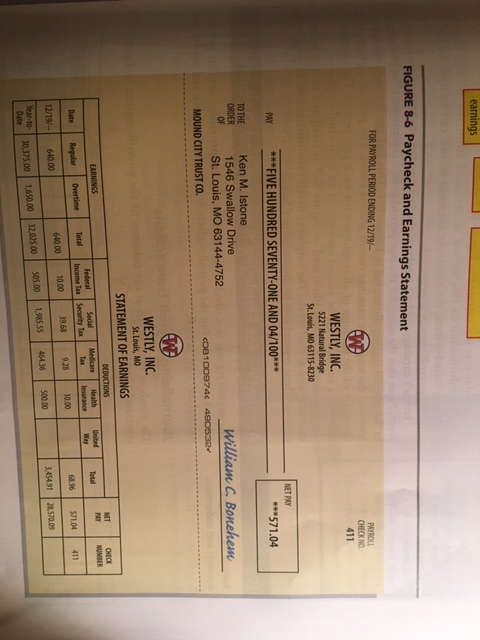 earnings
FIGURE 8-6 Paycheck and Earnings Statement
FOR PAYROLL PERIOD ENDING 12/19/--
PAYROLL
CHECK NO.
411
W
WESTLY, INC.
5221 Natural Bridge
St. Louis, MO 63115-8230
NET PAY
PAY ***FIVE HUNDRED SEVENTY-ONE AND 04/100*** ***571.04
TO THE
ORDER
OF
Ken M. Istone
1546 Swallow Drive
St. Louis, MO 63144-4752
William C. Bonehem
MOUND CITY TRUST CO.
W
WESTLY, INC.
St. Louis, MO
STATEMENT OF EARNINGS
EARNINGS DEDUCTIONS NET PAY CHECK NUMBER
Date Regular Overtime Total Federal Income Tax Social Security Tax Medicare Tax Health Insurance United Way Total
12/19/- 640.00 640.00 10.00 39.68 9.28 10.00 68.96 571.04 411
Year-to-Date 30,375.00 1,650.00 32,025.00 505.00 1,985.55 464.36 500.00 3,454.91 28,570.09